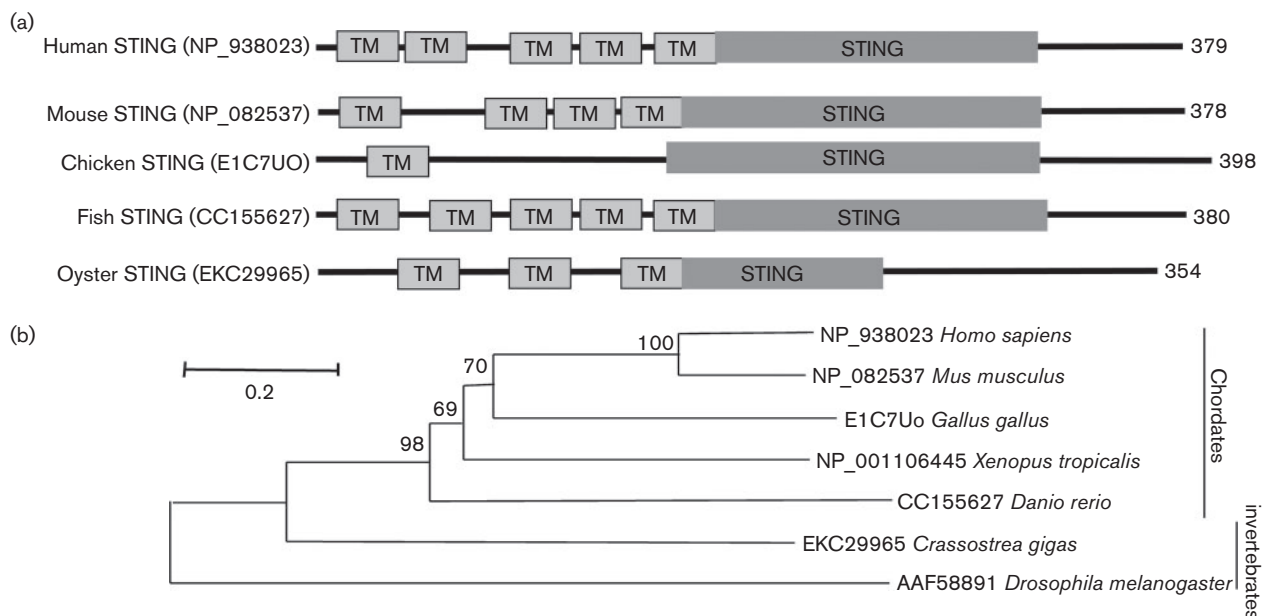 (a)
Human STING (NP_938023) TM TM TM TM TM STING 379
Mouse STING (NP_082537) TM TM TM TM STING 378
Chicken STING (E1C7UO) TM STING 398
Fish STING (CC155627) TM TM TM TM TM STING 380
Oyster STING (EKC29965) TM TM TM STING 354
(b)
0.2
100
70
69
98
NP_938023 Homo sapiens
NP_082537 Mus musculus
E1C7Uo Gallus gallus
NP_001106445 Xenopus tropicalis
CC155627 Danio rerio
EKC29965 Crassostrea gigas
AAF58891 Drosophila melanogaster
Chordates
invertebrates